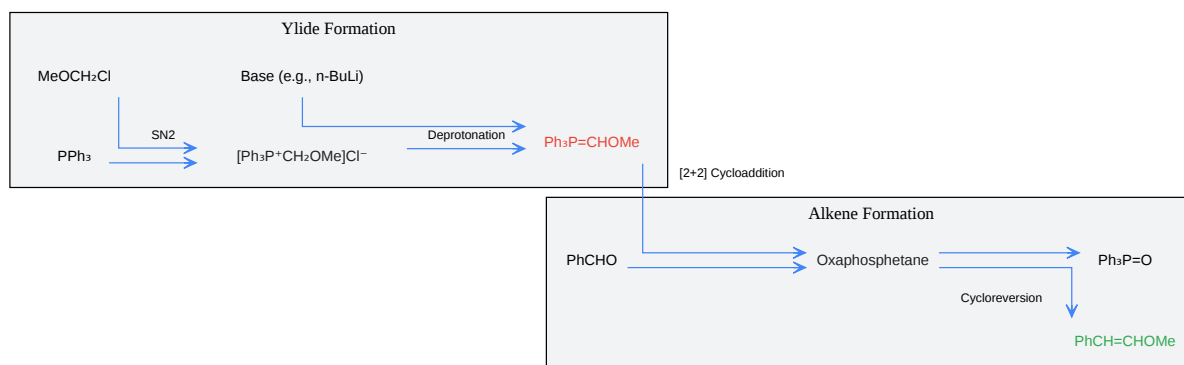 Ylide Formation
MeOCH₂Cl
Base (e.g., n-BuLi)
SN2
Deprotonation
PPh₃
[Ph₃P⁺CH₂OMe]Cl⁻
Ph₃P=CHOMe
[2+2] Cycloaddition
Alkene Formation
PhCHO
Oxaphosphetane
Ph₃P=O
Cycloreversion
PhCH=CHOMe